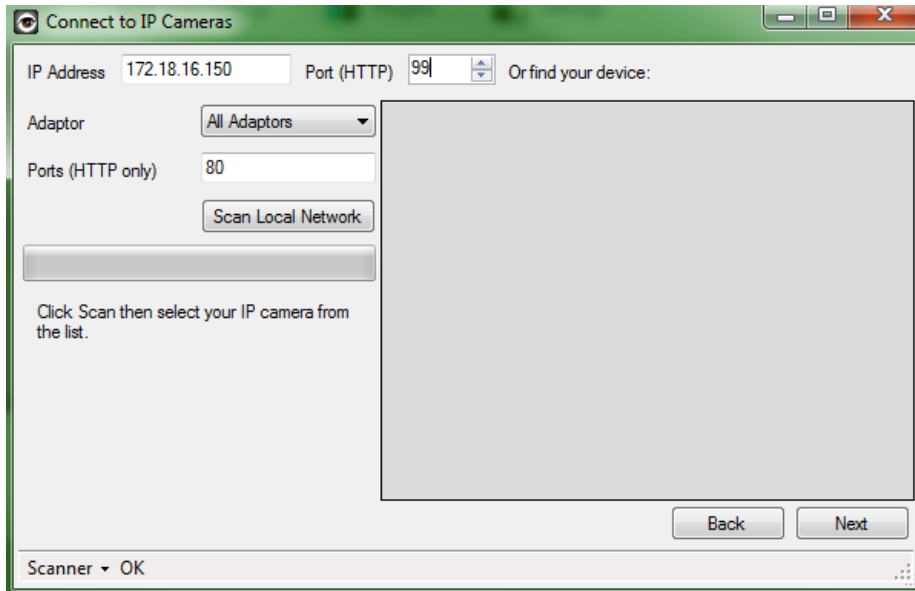 Connect to IP Cameras
IP Address 172.18.16.150 Port (HTTP) 99 Or find your device:
Adaptor All Adaptors
Ports (HTTP only) 80
Scan Local Network
Click Scan then select your IP camera from
the list.
Back Next
Scanner OK